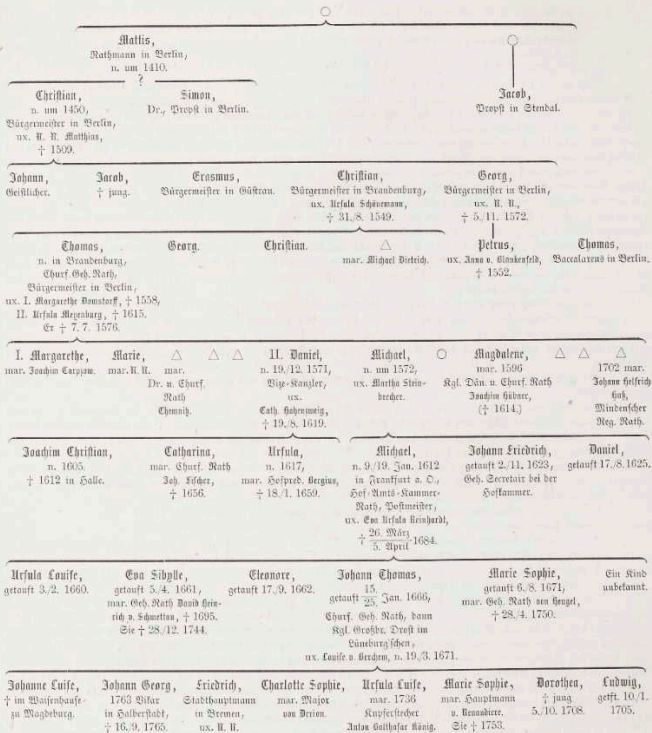 Mattis,
Rathmann in Berlin,
n. um 1410.
?
Christian,
n. um 1450,
Bürgermeister in Berlin,
ux. N. N. Matthias,
† 1509.
Simon,
Dr., Propst in Berlin.
Jacob,
Propst in Stendal.
Johann,
Geistlicher.
Jacob,
† jung.
Erasmus,
Bürgermeister in Güstrau.
Christian,
Bürgermeister in Brandenburg,
ux. Ursula Schönemann,
† 31./8. 1549.
Georg,
Bürgermeister in Berlin,
ux. N. N.,
† 5./11. 1572.
Thomas,
n. in Brandenburg,
Churf. Geh. Rath,
Bürgermeister in Berlin,
ux. I. Margarethe Damstorff, † 1558,
II. Ursula Meyenburg, † 1615.
Er † 7. 7. 1576.
Georg.
Christian.
mar. Michael Dietrich.
Petrus,
ux. Anna v. Blankenfeld,
† 1552.
Thomas,
Baccalareus in Berlin.
I. Margarethe,
mar. Joachim Carpzow.
Marie,
mar. N. N.
mar.
Dr. u. Churf.
Rath
Chemnitz.
II. Daniel,
n. 19./12. 1571,
Vize-Kanzler,
ux.
Cath. Hohenzweig,
† 19./8. 1619.
Michael,
n. um 1572,
ux. Martha Stein-
brecher.
Magdalene,
mar. 1596
Kgl. Dän. u. Churf. Rath
Joachim Hübner,
(† 1614.)
1702 mar.
Johann Helfrich
Huß,
Mindenscher
Reg. Rath.
Joachim Christian,
n. 1605.
† 1612 in Halle.
Catharina,
mar. Churf. Rath
Joh. Fischer,
† 1656.
Ursula,
n. 1617,
mar. Hofpred. Bergius,
† 18./1. 1659.
Michael,
n. 9./19. Jan. 1612
in Frankfurt a. O.,
Hof-Amts-Kammer-
Rath, Postmeister,
ux. Eva Ursula Reinhardt,
† 26. März
5. April 1684.
Johann Friedrich,
getauft 2./11. 1623,
Geh. Secretair bei der
Hofkammer.
Daniel,
getauft 17./8. 1625.
Ursula Louise,
getauft 3./2. 1660.
Eva Sibylle,
getauft 5./4. 1661,
mar. Geh. Rath David Hein-
rich v. Schmettau, † 1695.
Sie † 28./12. 1744.
Eleonore,
getauft 17./9. 1662.
Johann Thomas,
getauft 15.
25. Jan. 1666,
Churf. Geh. Rath, dann
Kgl. Großbr. Drost im
Lüneburg'schen,
ux. Louise v. Berchem, n. 19./3. 1671.
Marie Sophie,
getauft 6./8. 1671,
mar. Geh. Rath von Heugel,
† 28./4. 1750.
Ein Kind
unbekannt.
Johanne Luise,
† im Waisenhause
zu Magdeburg.
Johann Georg,
1763 Vikar
in Halberstadt,
† 16./9. 1765.
Friedrich,
Stadthauptmann
in Bremen,
ux. N. N.
Charlotte Sophie,
mar. Major
von
Ursula Luise,
mar. 1736
Kupferstecher
Anton Balthasar König.
Marie Sophie,
mar. Hauptmann
v.
Sie † 1753.
Dorothea,
† jung
5./10. 1708.
Ludwig,
getft. 10./1.
1705.